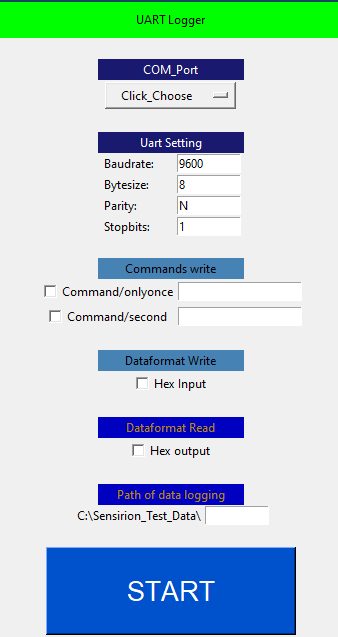 UART Logger
COM_Port
Click_Choose
Uart Setting
Baudrate: 9600
Bytesize: 8
Parity: N
Stopbits: 1
Commands write
Command/onlyonce
Command/second
Dataformat Write
Hex Input
Dataformat Read
Hex output
Path of data logging
C:\Sensirion_Test_Data\
START